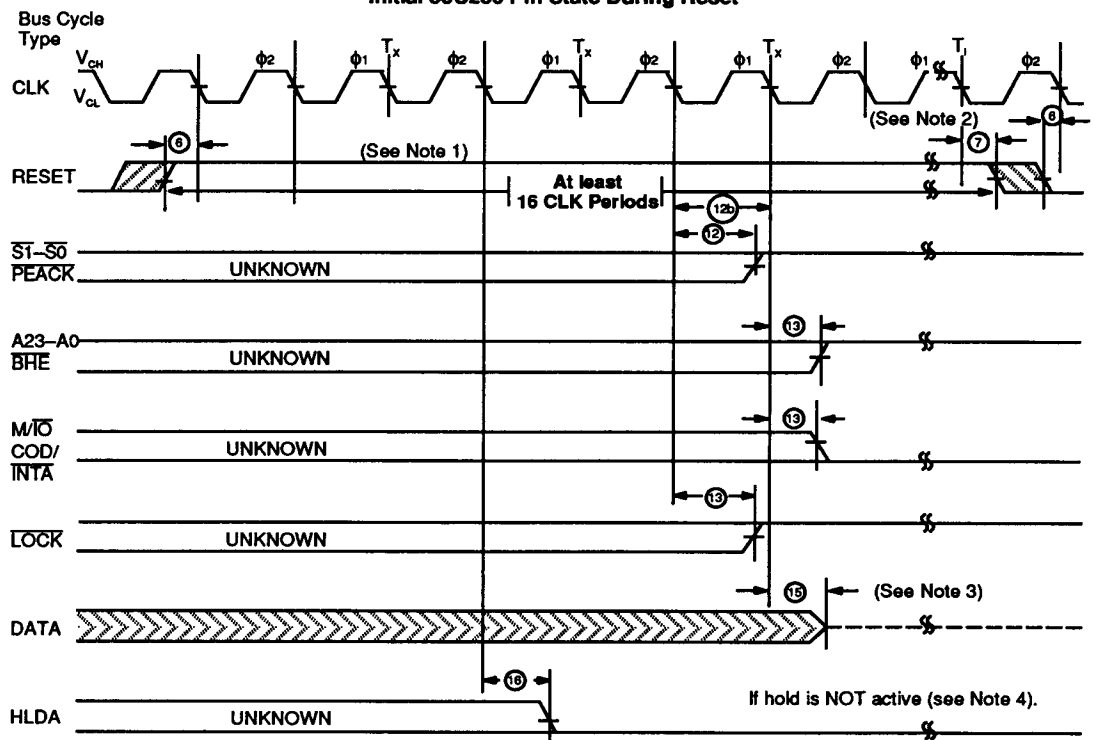 Initial 80C286 Pin State During Reset
Bus Cycle
Type
V_CH
φ2
φ1
T_X
φ2
φ1
T_X
φ2
φ1
T_X
φ2
φ1
T_I
φ2
CLK
V_CL
(See Note 2)
6
(See Note 1)
7
6
RESET
At least
16 CLK Periods
12b
12
S1–S0
PEACK
UNKNOWN
13
A23–A0
BHE
UNKNOWN
13
M/IO
COD/
INTA
UNKNOWN
13
LOCK
UNKNOWN
15
(See Note 3)
DATA
16
If hold is NOT active (see Note 4).
HLDA
UNKNOWN